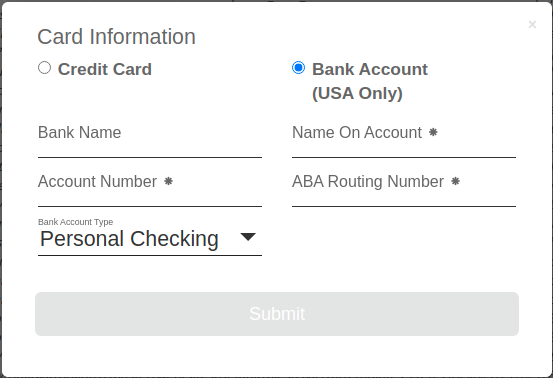 ×
Card Information
Credit Card
Bank Account
(USA Only)
Bank Name
Name On Account *
Account Number *
ABA Routing Number *
Bank Account Type
Personal Checking
Submit